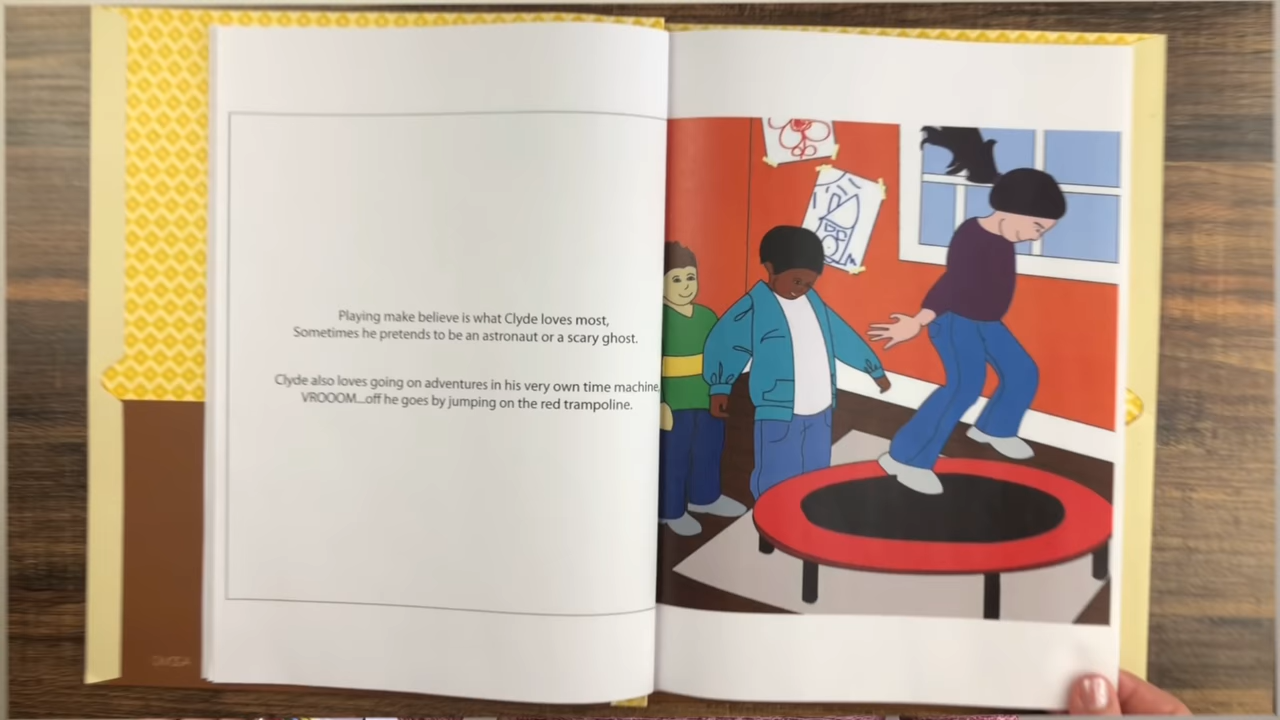 Playing make believe is what Clyde loves most,
Sometimes he pretends to be an astronaut or a scary ghost.
Clyde also loves going on adventures in his very own time machine,
VROOOM...off he goes by jumping on the red trampoline.